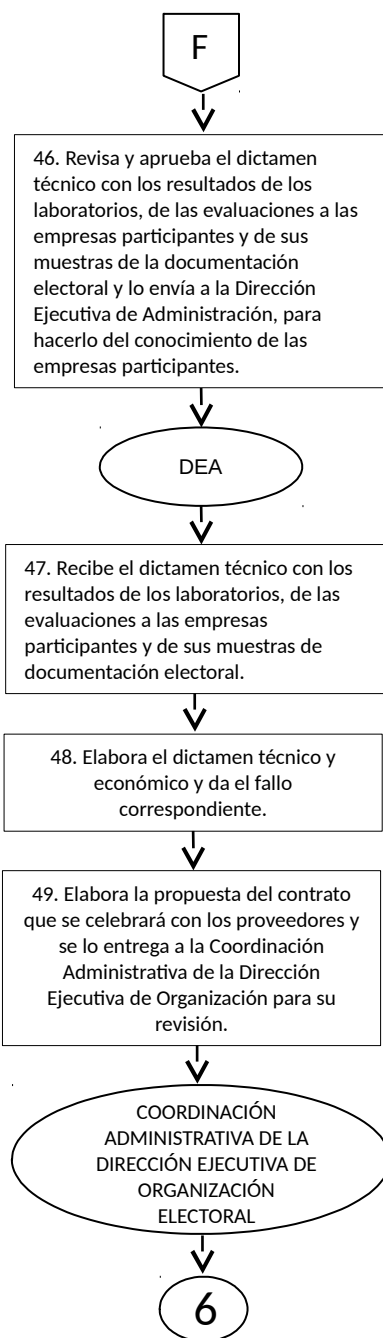 F
46. Revisa y aprueba el dictamen
técnico con los resultados de los
laboratorios, de las evaluaciones a las
empresas participantes y de sus
muestras de la documentación
electoral y lo envía a la Dirección
Ejecutiva de Administración, para
hacerlo del conocimiento de las
empresas participantes.
DEA
47. Recibe el dictamen técnico con los
resultados de los laboratorios, de las
evaluaciones a las empresas
participantes y de sus muestras de
documentación electoral.
48. Elabora el dictamen técnico y
económico y da el fallo
correspondiente.
49. Elabora la propuesta del contrato
que se celebrará con los proveedores y
se lo entrega a la Coordinación
Administrativa de la Dirección
Ejecutiva de Organización para su
revisión.
COORDINACIÓN
ADMINISTRATIVA DE LA
DIRECCIÓN EJECUTIVA DE
ORGANIZACIÓN
ELECTORAL
6